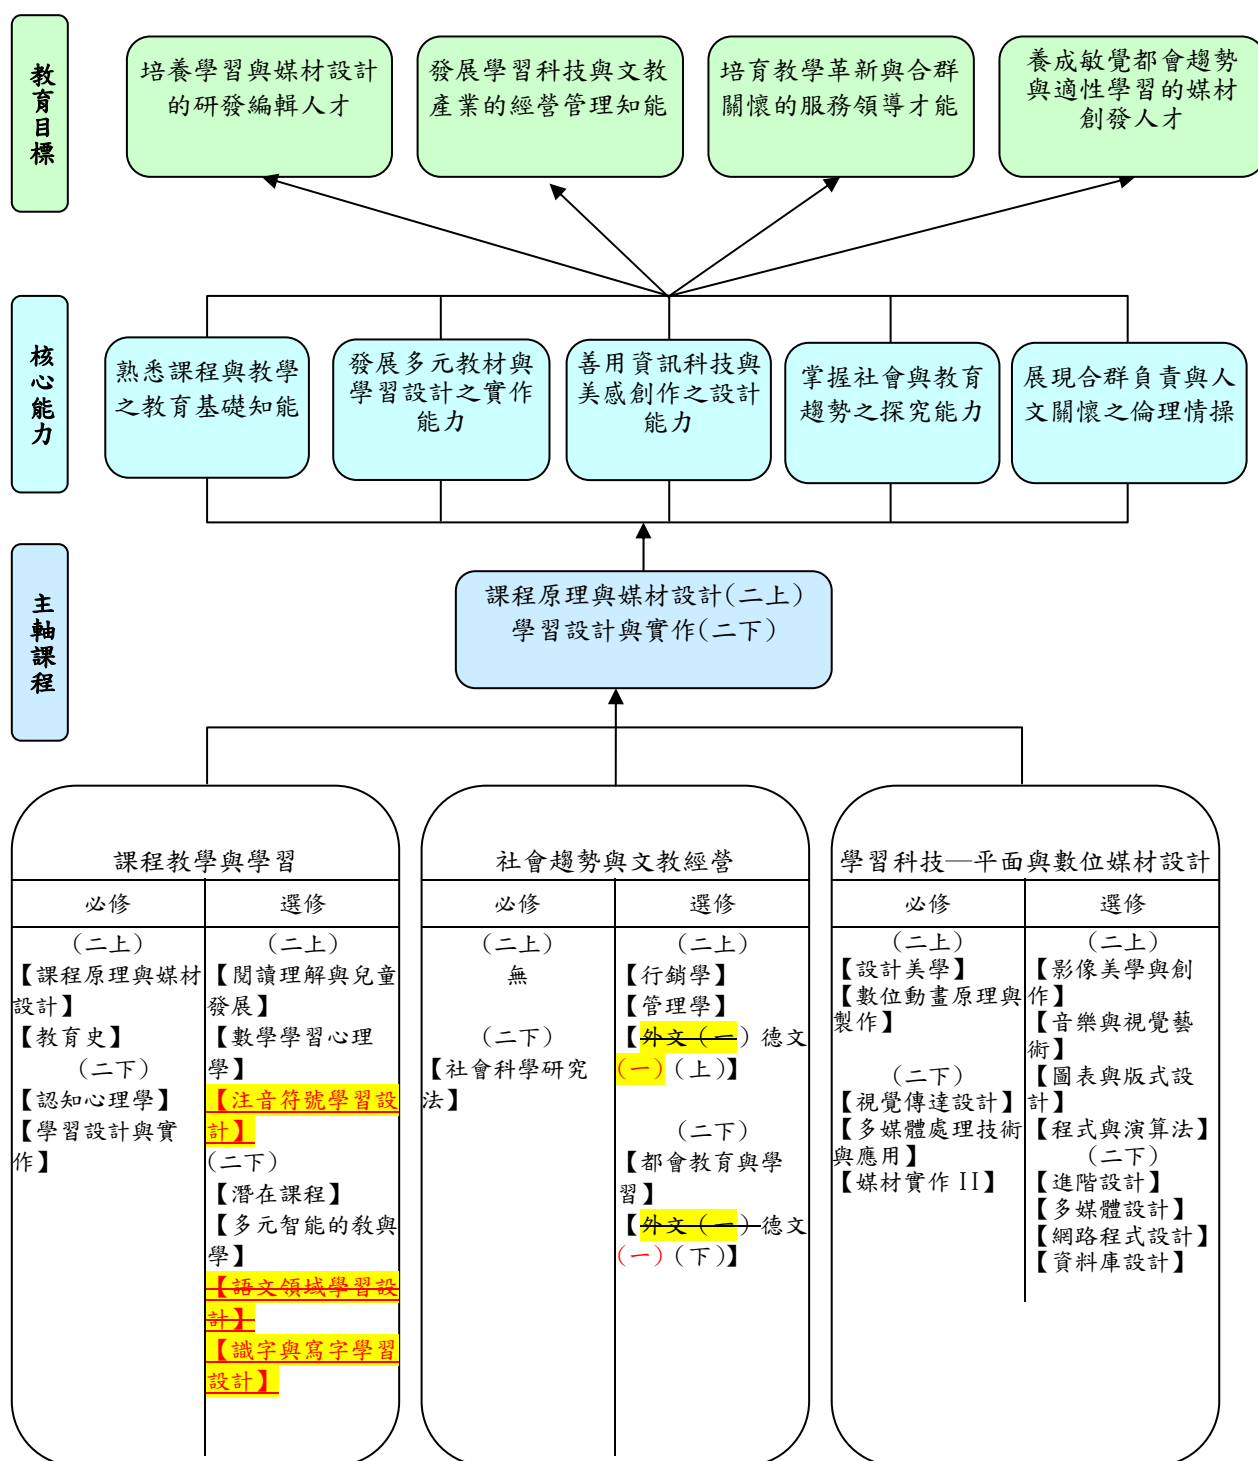 教育目標
培養學習與媒材設計
的研發編輯人才
發展學習科技與文教
產業的經營管理知能
培育教學革新與合群
關懷的服務領導才能
養成敏覺都會趨勢
與適性學習的媒材
創發人才
核心能力
熟悉課程與教學
之教育基礎知能
發展多元教材與
學習設計之實作
能力
善用資訊科技與
美感創作之設計
能力
掌握社會與教育
趨勢之探究能力
展現合群負責與人
文關懷之倫理情操
主軸課程
課程原理與媒材設計(二上)
學習設計與實作(二下)
課程教學與學習
必修
(二上)
【課程原理與媒材
設計】
【教育史】
(二下)
【認知心理學】
【學習設計與實
作】
選修
(二上)
【閱讀理解與兒童
發展】
【數學學習心理
學】
【注音符號學習設
計】
(二下)
【潛在課程】
【多元智能的教與
學】
【語文領域學習設
計】
【識字與寫字學習
設計】
社會趨勢與文教經營
必修
(二上)
無
(二下)
【社會科學研究
法】
選修
(二上)
【行銷學】
【管理學】
【外文(一)德文
(一)(上)】
(二下)
【都會教育與學
習】
【外文(一)德文
(一)(下)】
學習科技—平面與數位媒材設計
必修
(二上)
【設計美學】
【數位動畫原理與
製作】
(二下)
【視覺傳達設計】
【多媒體處理技術
與應用】
【媒材實作 II】
選修
(二上)
【影像美學與創
作】
【音樂與視覺藝
術】
【圖表與版式設
計】
【程式與演算法】
(二下)
【進階設計】
【多媒體設計】
【網路程式設計】
【資料庫設計】